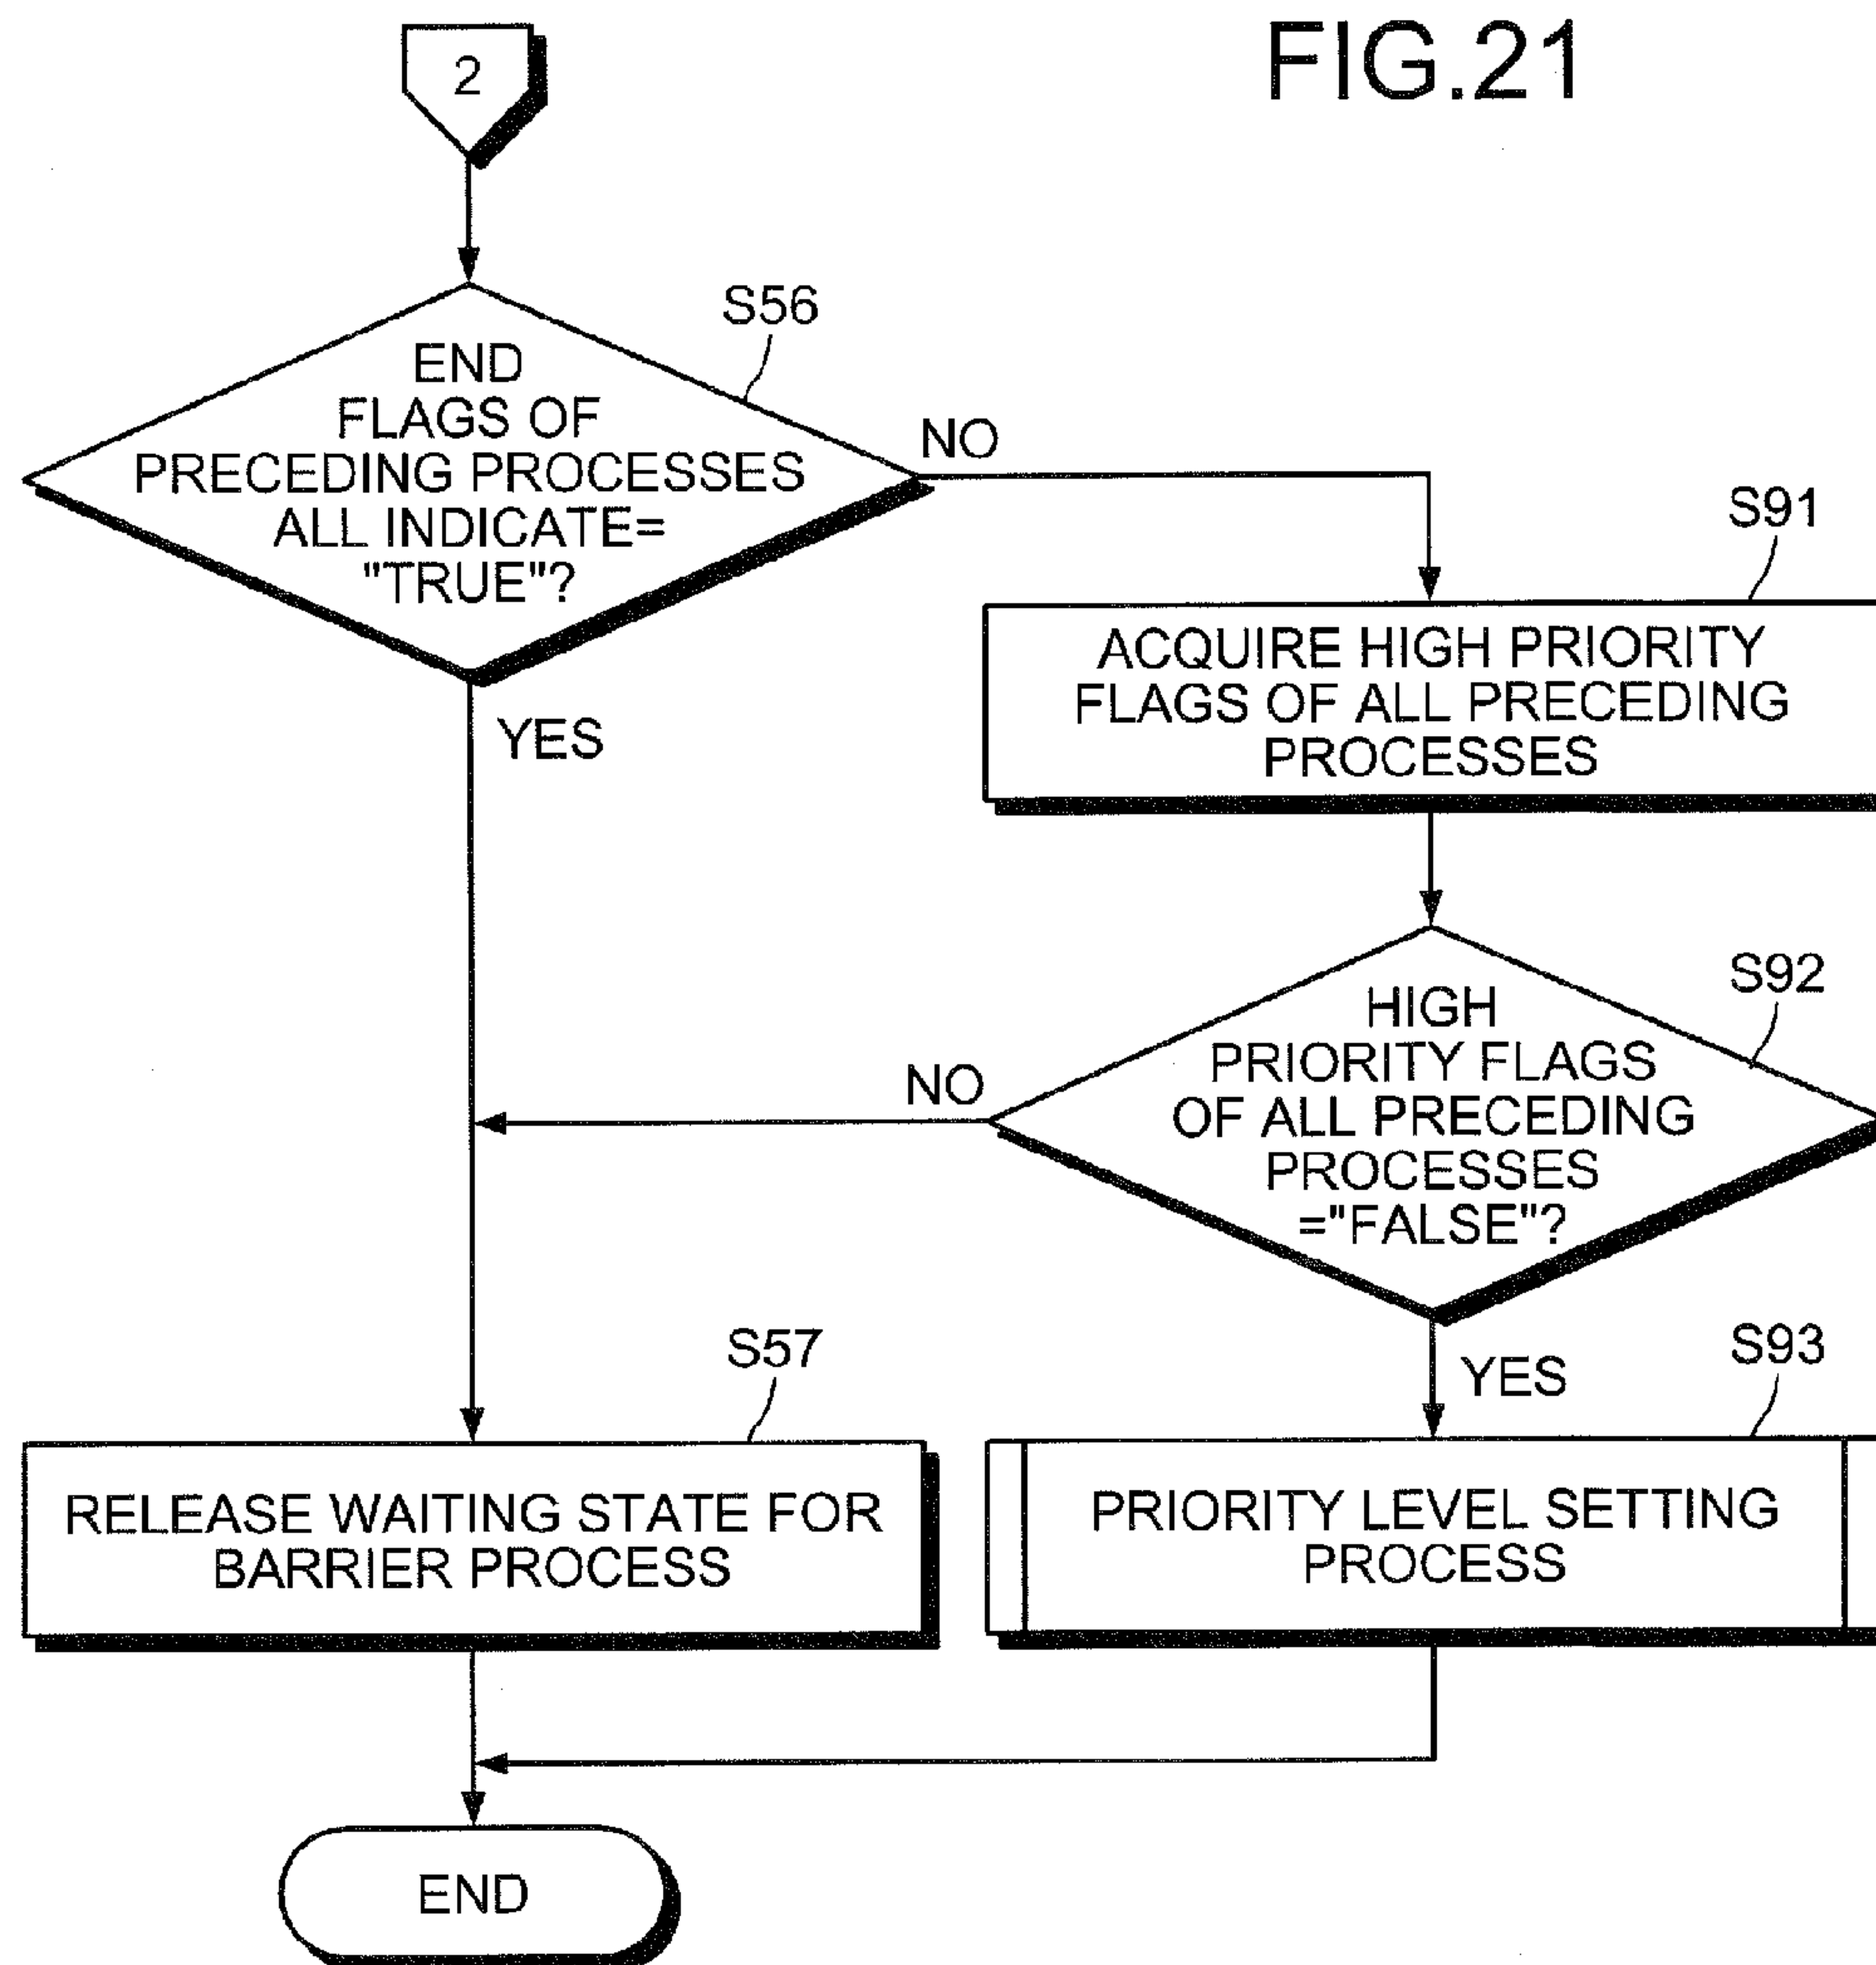 FIG.21
2
S56
END
FLAGS OF
PRECEDING PROCESSES
ALL INDICATE=
"TRUE"?
NO
YES
S91
ACQUIRE HIGH PRIORITY
FLAGS OF ALL PRECEDING
PROCESSES
S92
HIGH
PRIORITY FLAGS
OF ALL PRECEDING
PROCESSES
="FALSE"?
NO
YES
S57
RELEASE WAITING STATE FOR
BARRIER PROCESS
S93
PRIORITY LEVEL SETTING
PROCESS
END